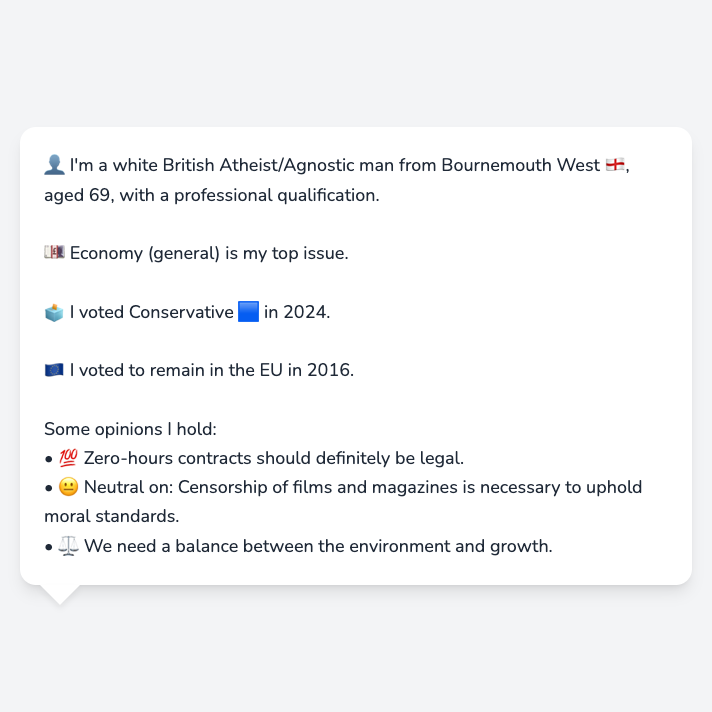 👤 I'm a white British Atheist/Agnostic man from Bournemouth West 🏴󠁧󠁢󠁥󠁮󠁧󠁿,
aged 69, with a professional qualification.
💷 Economy (general) is my top issue.
🗳️ I voted Conservative 🟦 in 2024.
🇪🇺 I voted to remain in the EU in 2016.
Some opinions I hold:
• 💯 Zero-hours contracts should definitely be legal.
• 😐 Neutral on: Censorship of films and magazines is necessary to uphold
moral standards.
• ⚖️ We need a balance between the environment and growth.